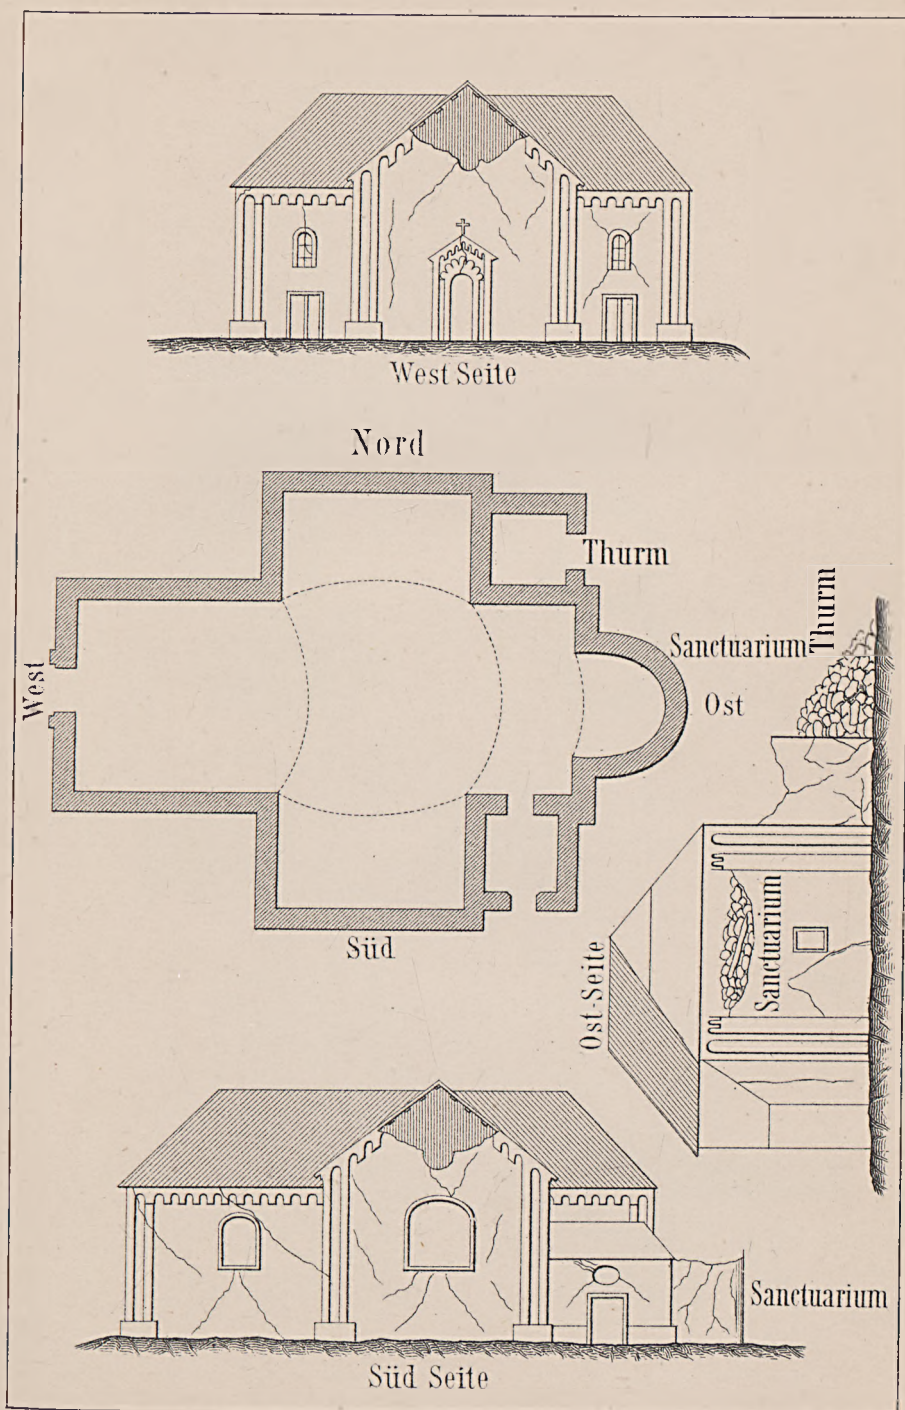 West Seite
Nord
Thurm
Thurm
Sanctuarium
West
Ost
Sanctuarium
Süd
Ost-Seite
Sanctuarium
Süd Seite